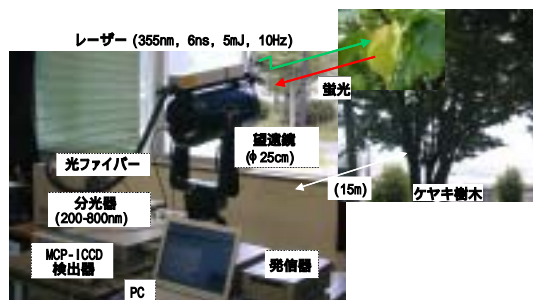 レーザー (355nm, 6ns, 5mJ, 10Hz)
蛍光
望遠鏡
(φ25cm)
光ファイバー
(15m)
ケヤキ樹木
分光器
(200-800nm)
MCP-ICCD
検出器
発信器
PC